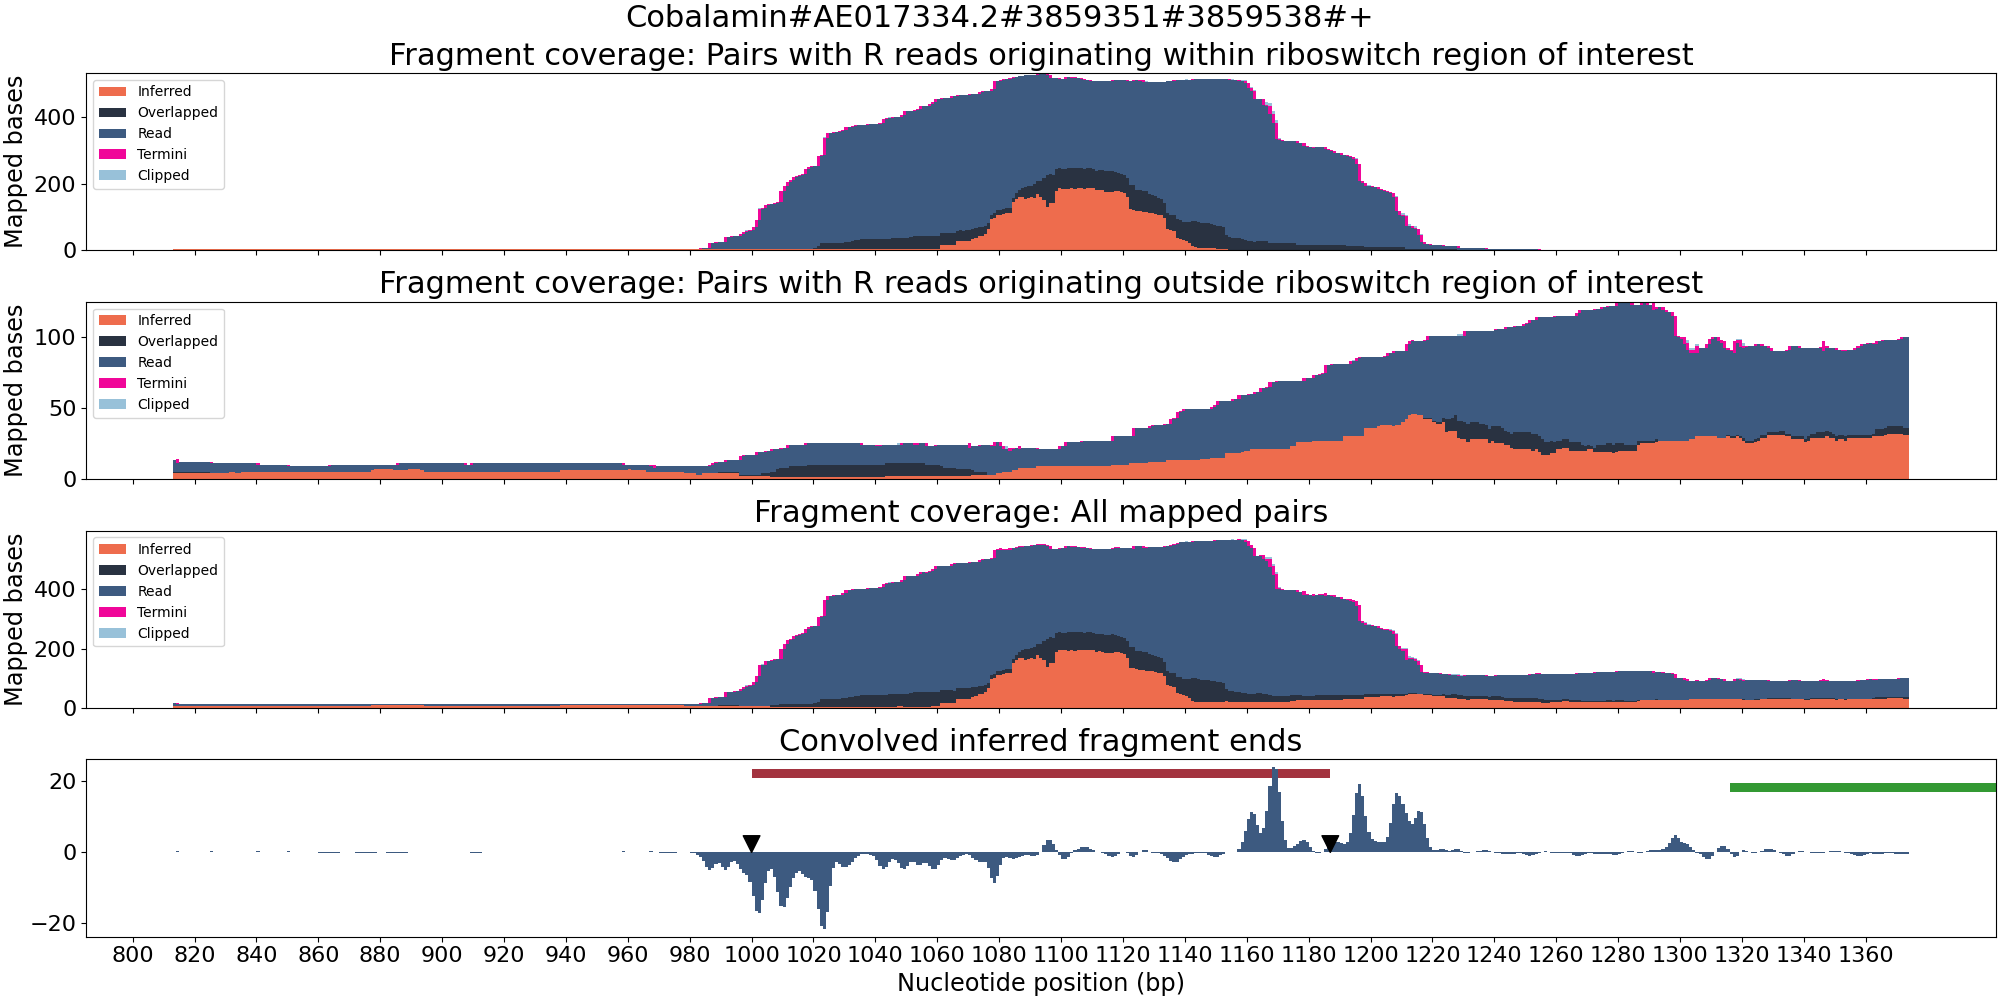 Cobalamin#AE017334.2#3859351#3859538#+
Fragment coverage: Pairs with R reads originating within riboswitch region of interest
Mapped bases
400
200
0
Inferred
Overlapped
Read
Termini
Clipped
Fragment coverage: Pairs with R reads originating outside riboswitch region of interest
Mapped bases
100
50
0
Inferred
Overlapped
Read
Termini
Clipped
Fragment coverage: All mapped pairs
Mapped bases
400
200
0
Inferred
Overlapped
Read
Termini
Clipped
Convolved inferred fragment ends
20
0
−20
800 820 840 860 880 900 920 940 960 980 1000 1020 1040 1060 1080 1100 1120 1140 1160 1180 1200 1220 1240 1260 1280 1300 1320 1340 1360
Nucleotide position (bp)